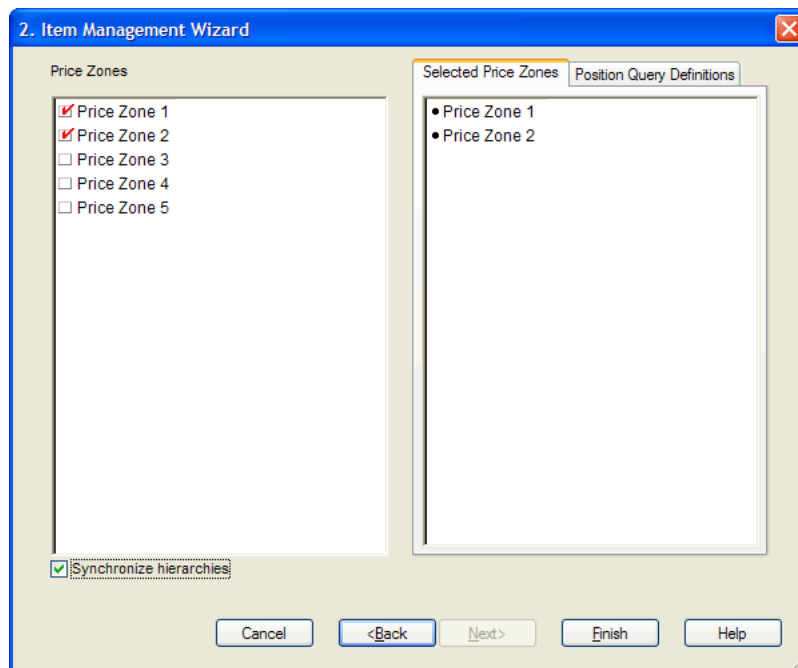 2. Item Management Wizard
Price Zones
Price Zone 1
Price Zone 2
Price Zone 3
Price Zone 4
Price Zone 5
Synchronize hierarchies
Selected Price Zones Position Query Definitions
Price Zone 1
Price Zone 2
Cancel <Back Next> Finish Help